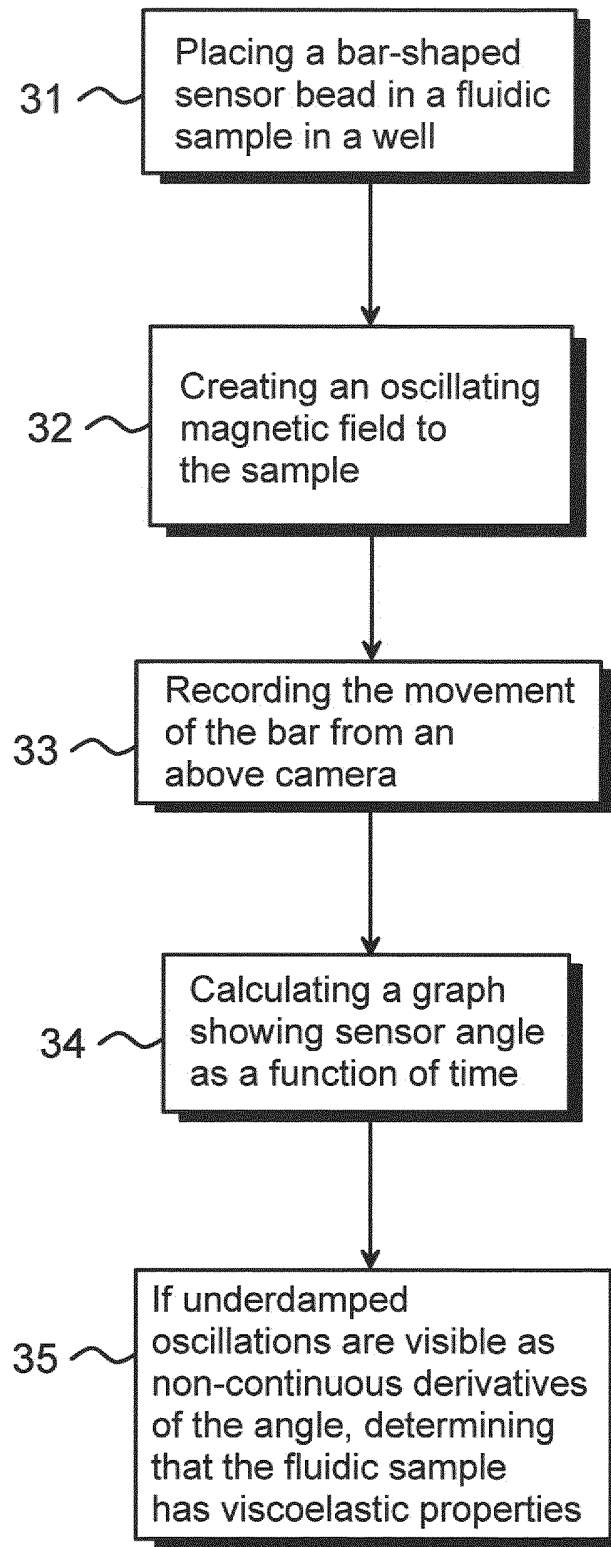 31
Placing a bar-shaped
sensor bead in a fluidic
sample in a well
32
Creating an oscillating
magnetic field to
the sample
33
Recording the movement
of the bar from an
above camera
34
Calculating a graph
showing sensor angle
as a function of time
35
If underdamped
oscillations are visible as
non-continuous derivatives
of the angle, determining
that the fluidic sample
has viscoelastic properties